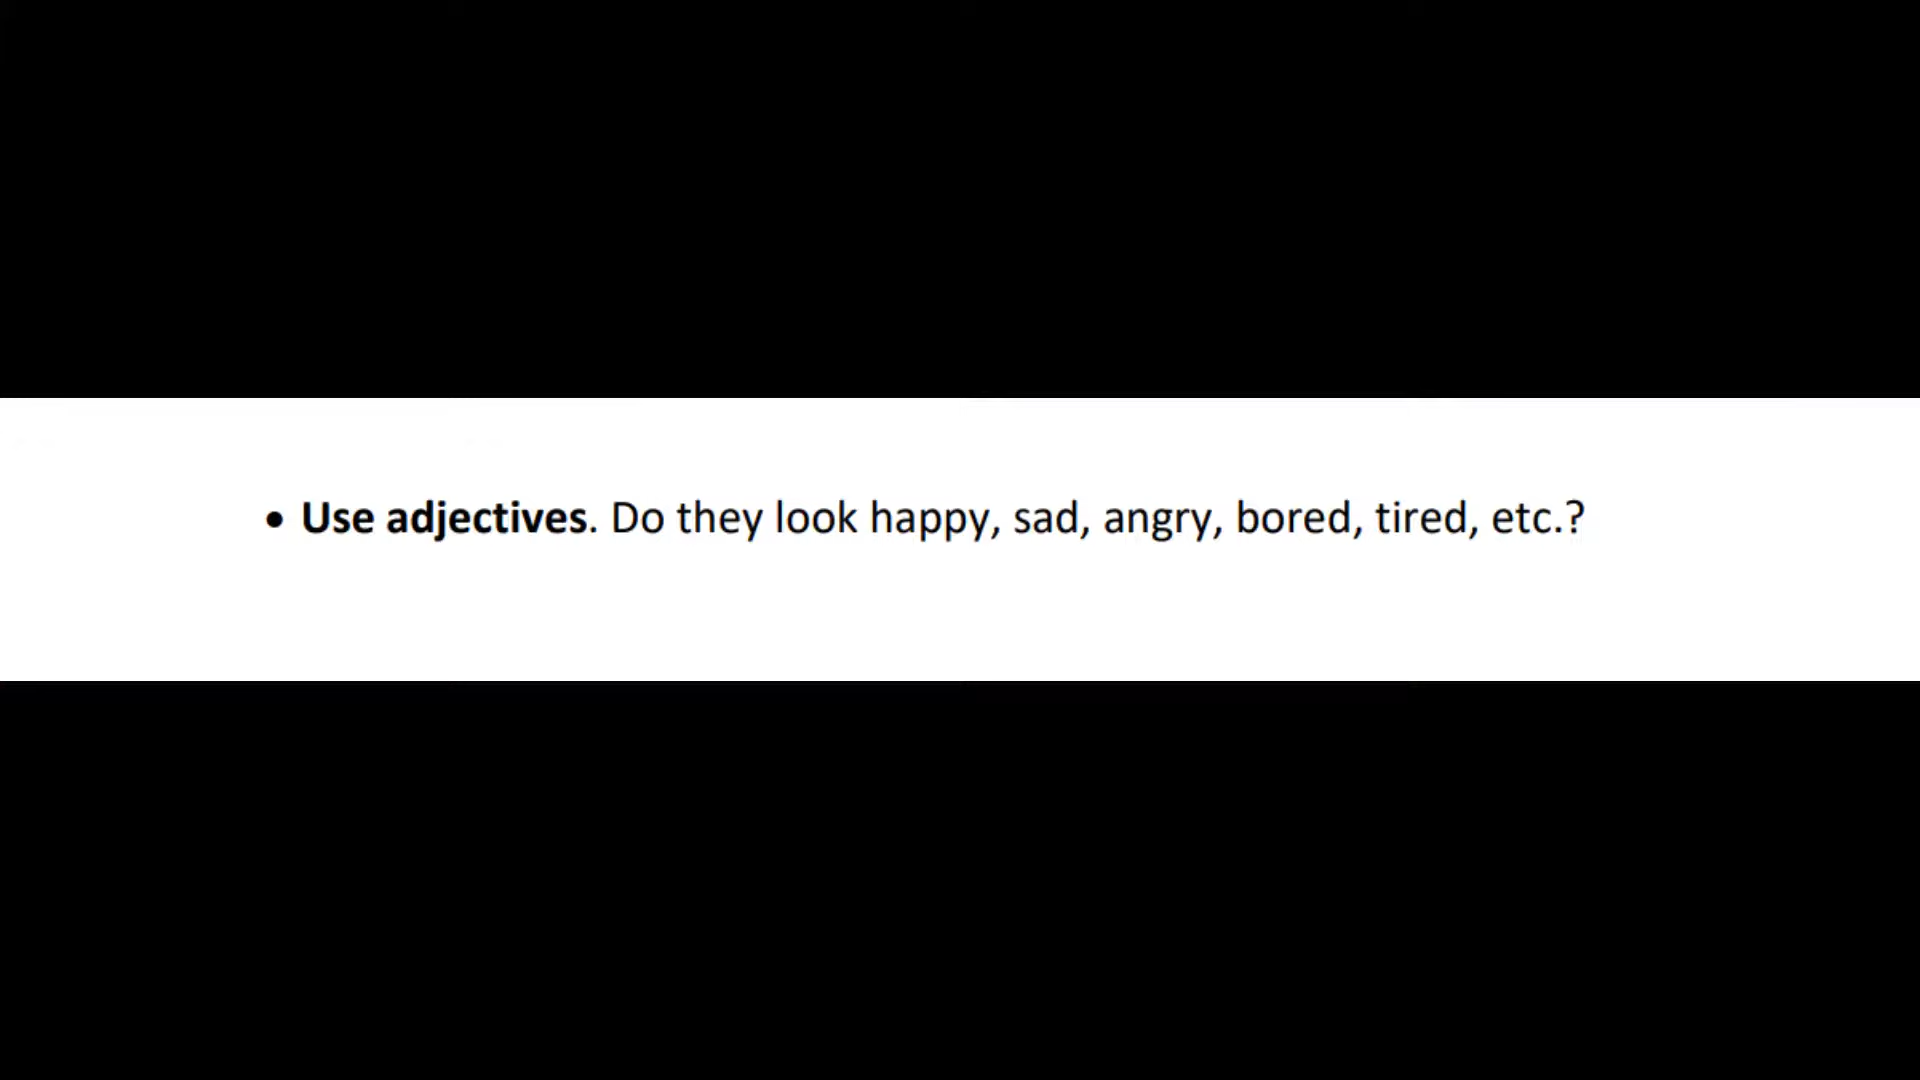 • Use adjectives. Do they look happy, sad, angry, bored, tired, etc.?